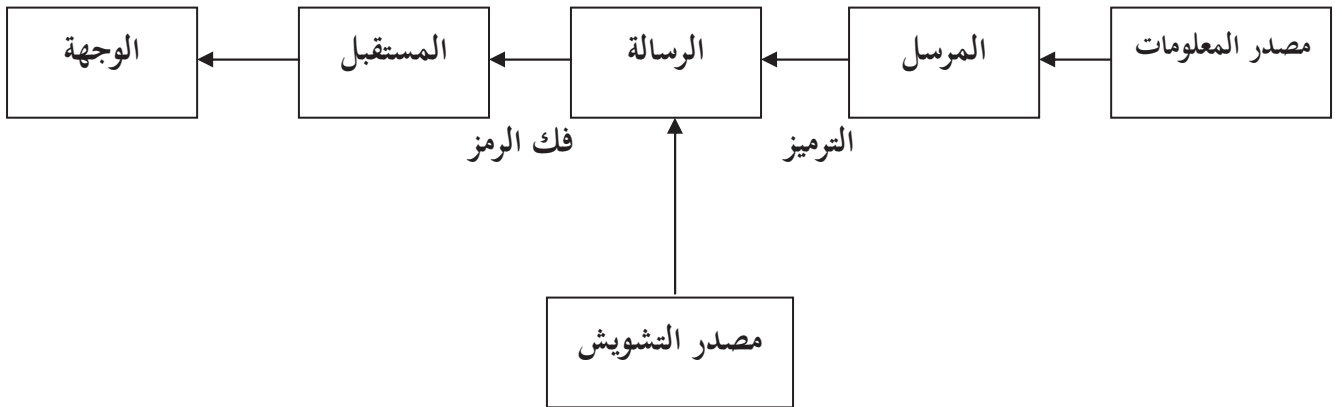 مصدر المعلومات
المرسل
الرسالة
المستقبل
الوجهة
الترميز
فك الرمز
مصدر التشويش